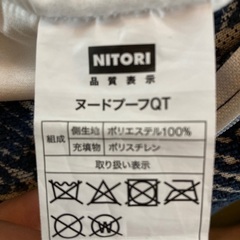 NITORI
品質表示
ヌードプーフQT
組成 側生地 ポリエステル100%
充填物 ポリスチレン
取り扱い表示